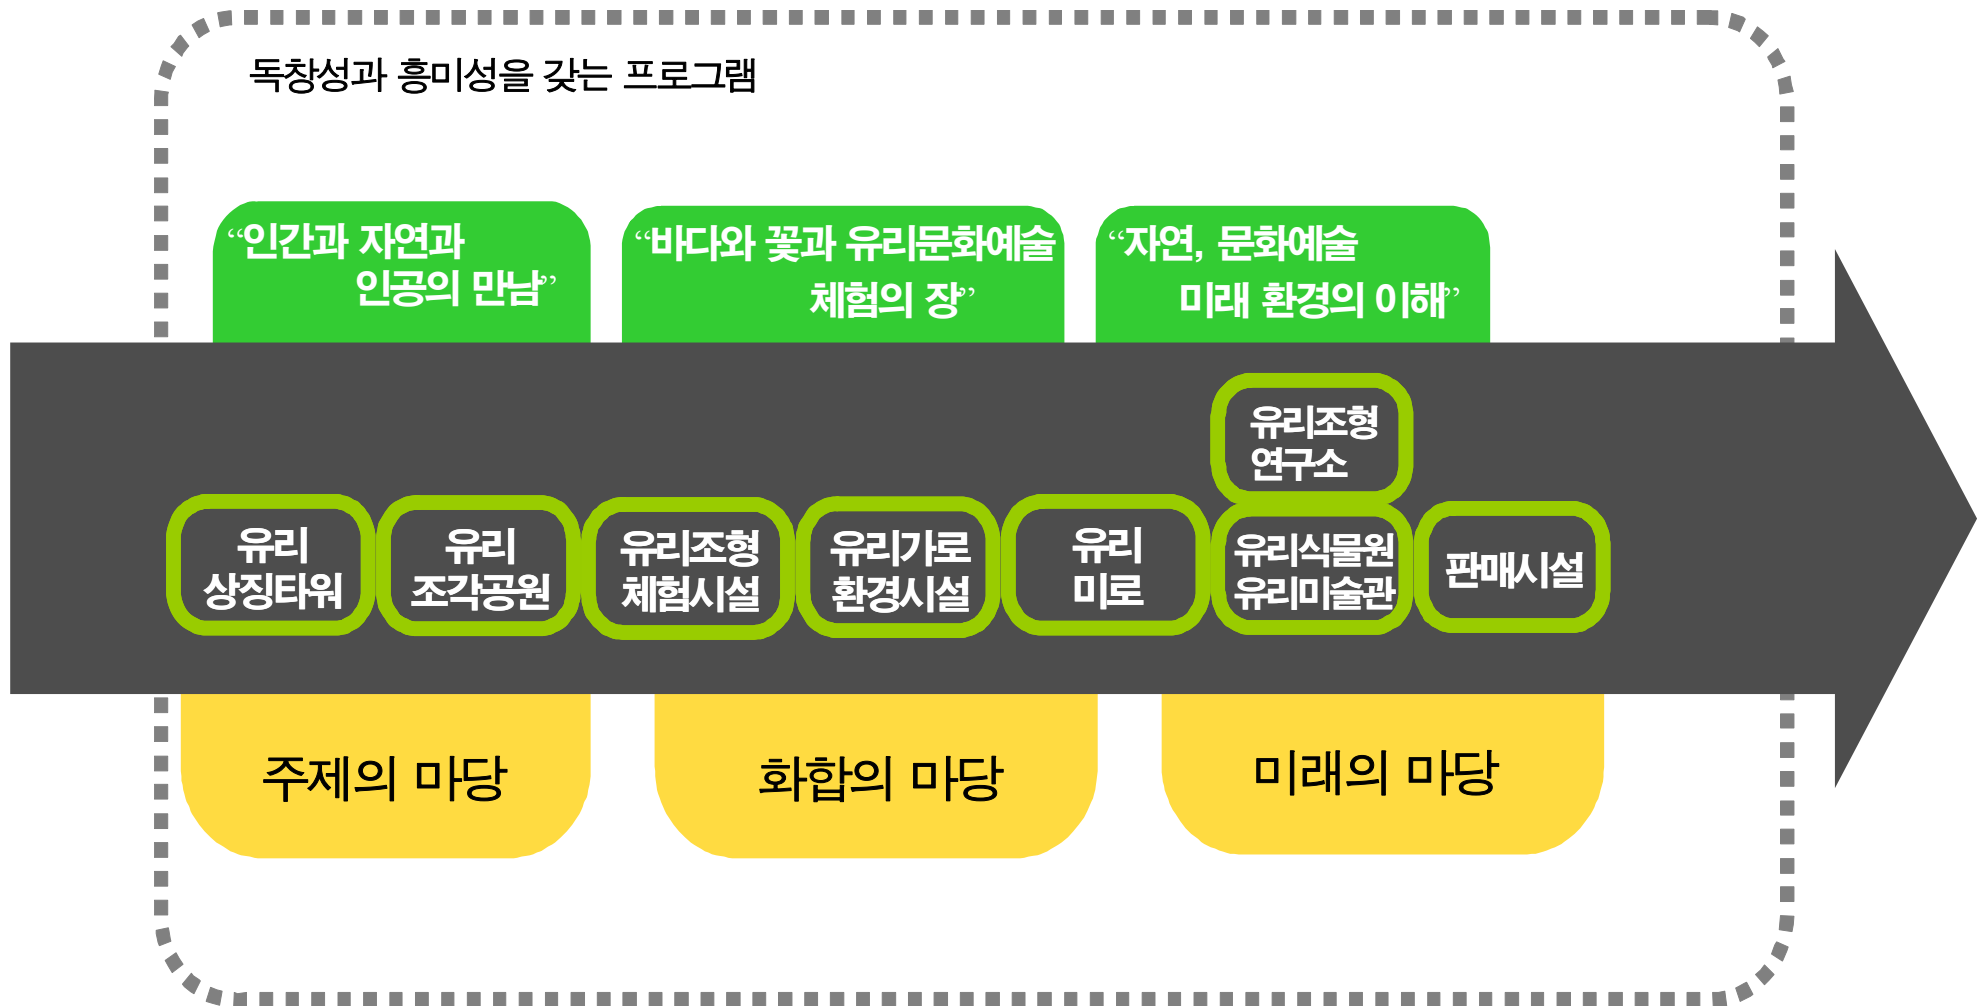 독창성과 흥미성을 갖는 프로그램
“인간과 자연과
인공의 만남”
“바다와 꽃과 유리문화예술
체험의 장”
“자연, 문화예술
미래 환경의 이해”
유리조형
연구소
유리
상징타워
유리
조각공원
유리조형
체험시설
유리가로
환경시설
유리
미로
유리식물원
유리미술관
판매시설
주제의 마당
화합의 마당
미래의 마당